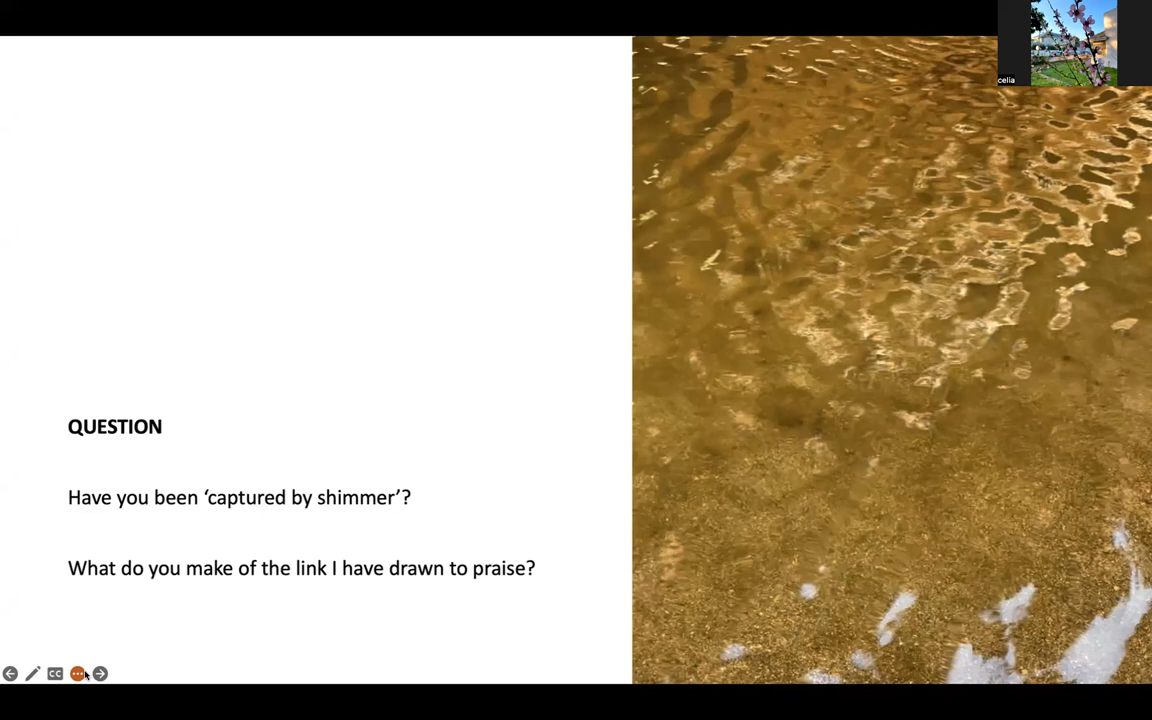 celia
QUESTION
Have you been ‘captured by shimmer’?
What do you make of the link I have drawn to praise?
CC